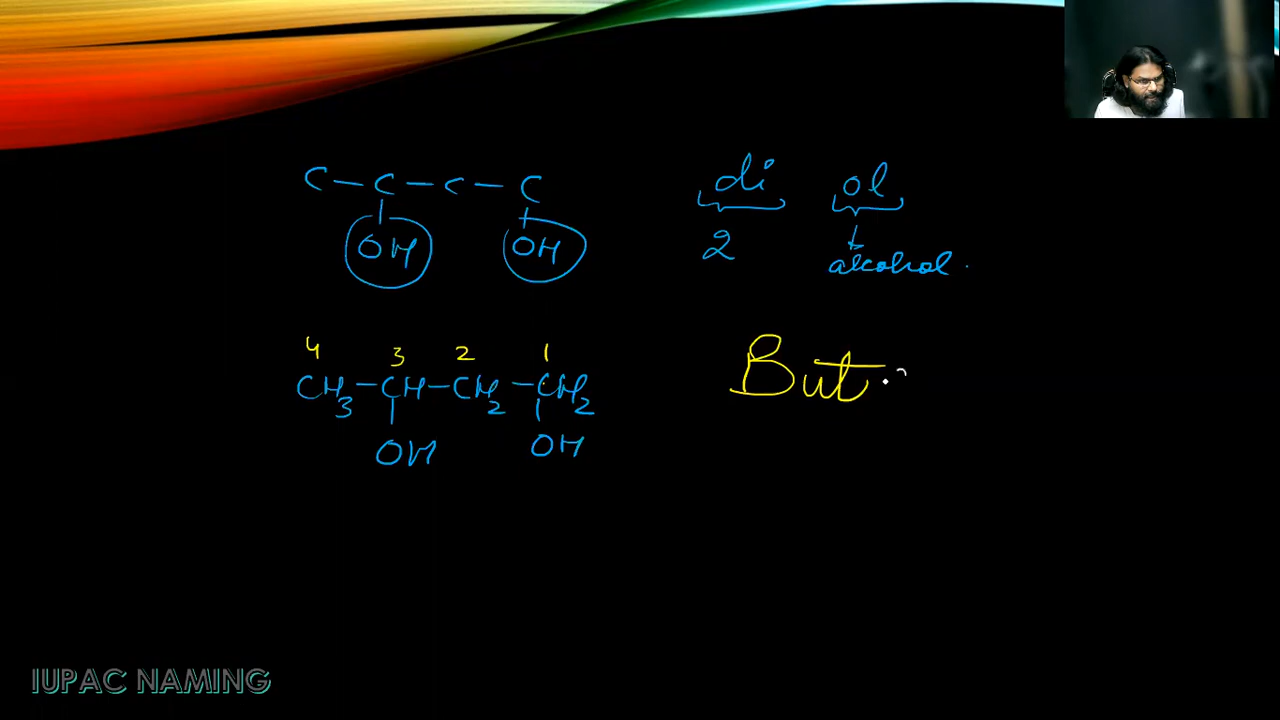 C – C – C – C
OH OH
di ol
2 alcohol.
4 3 2 1
CH3 – CH – CH2 – CH2
OH OH
But
IUPAC NAMING